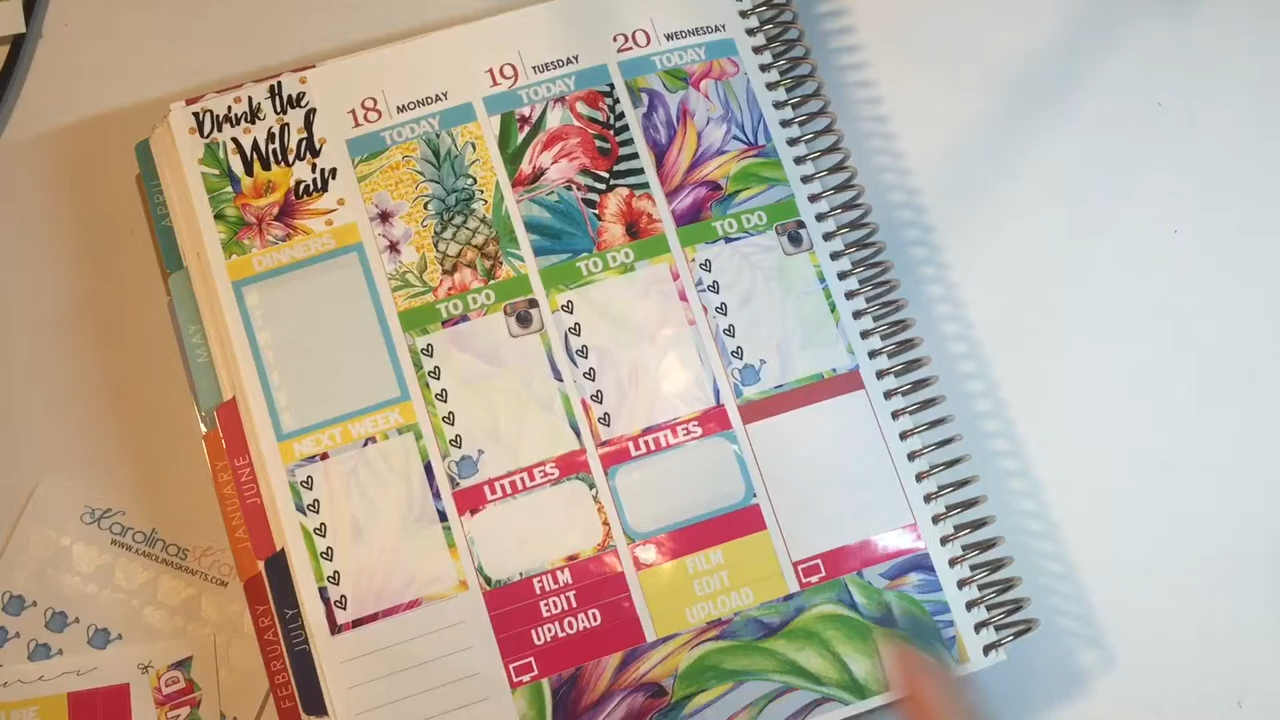 Drink the
Wild
air
DINNERS
NEXT WEEK
18 MONDAY
TODAY
TO DO
LITTLES
FILM
EDIT
UPLOAD
19 TUESDAY
TODAY
TO DO
LITTLES
FILM
EDIT
UPLOAD
20 WEDNESDAY
TODAY
TO DO
APRIL
MAY
JUNE
JANUARY
JULY
FEBRUARY
Karolinas
WWW.KAROLINASKRAFTS.COM